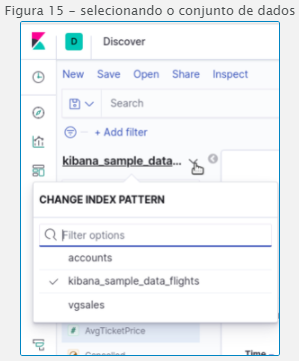 Figura 15 - selecionando o conjunto de dados
D Discover
New Save Open Share Inspect
Search
+ Add filter
kibana_sample_data...
CHANGE INDEX PATTERN
Filter options
accounts
kibana_sample_data_flights
vgsales
# AvgTicketPrice
Cancelled
Time